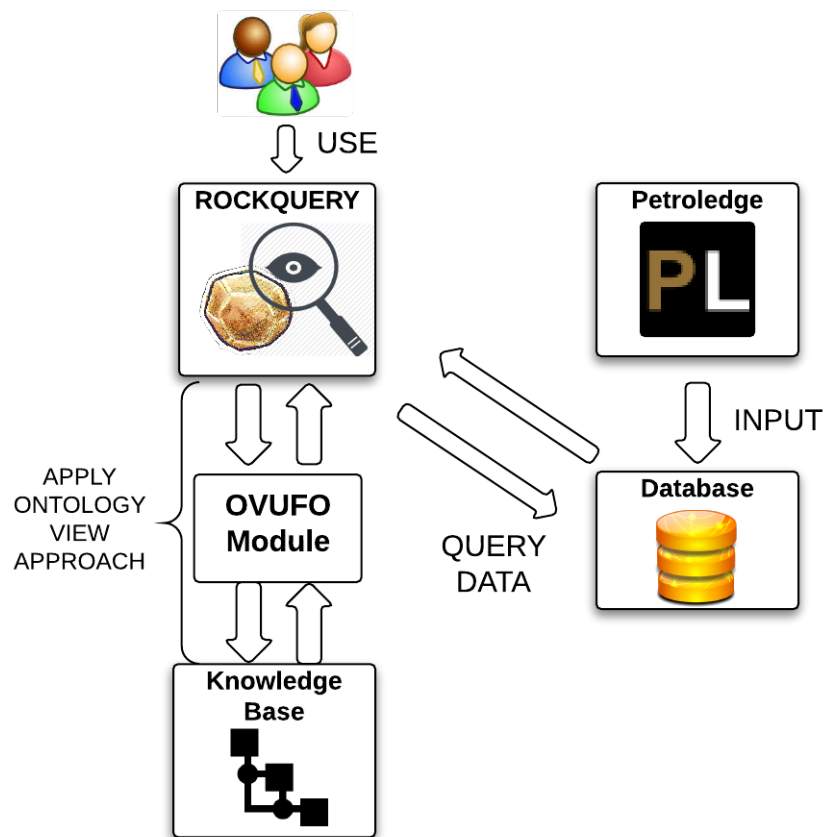 USE
ROCKQUERY
Petroledge
PL
INPUT
APPLY
ONTOLOGY
VIEW
APPROACH
OVUFO
Module
Database
QUERY
DATA
Knowledge
Base